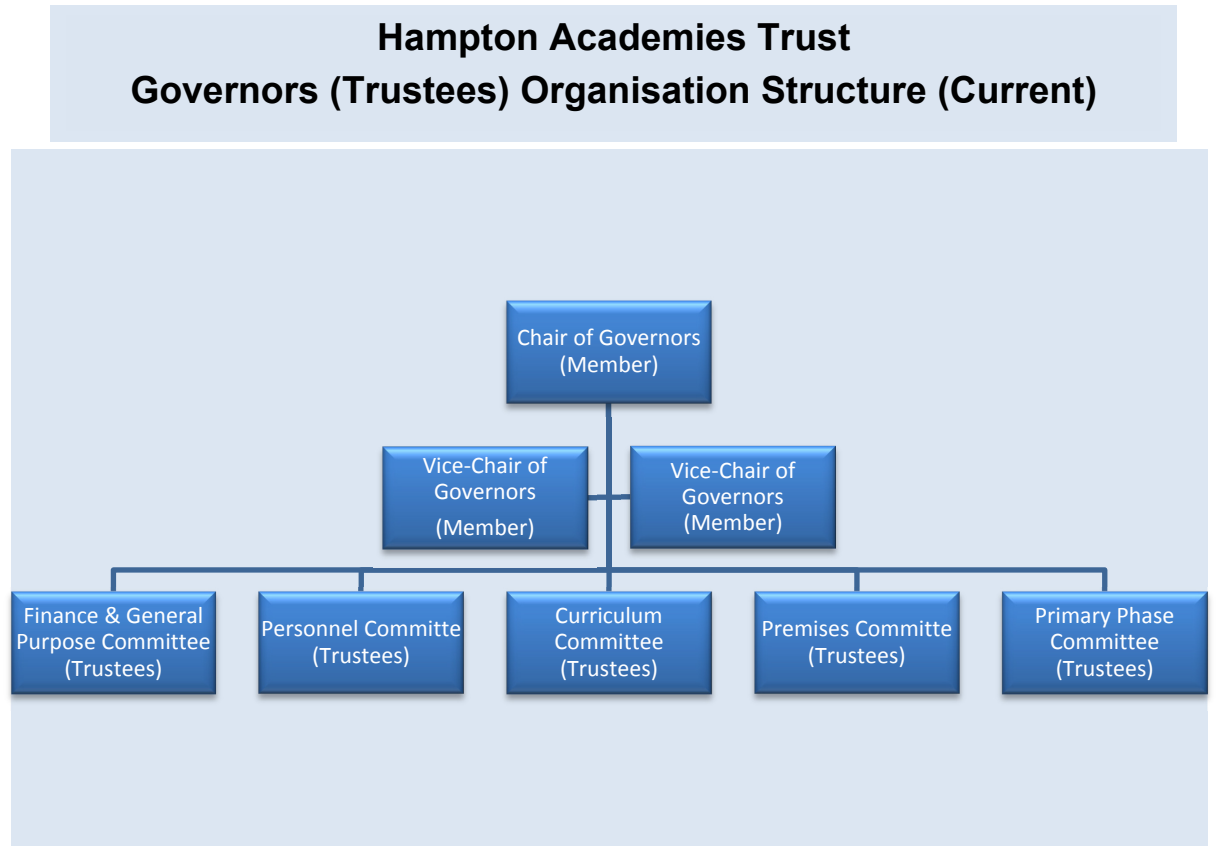 Hampton Academies Trust
Governors (Trustees) Organisation Structure (Current)
Chair of Governors
(Member)
Vice-Chair of
Governors
(Member)
Vice-Chair of
Governors
(Member)
Finance & General
Purpose Committee
(Trustees)
Personnel Committe
(Trustees)
Curriculum
Committee
(Trustees)
Premises Committe
(Trustees)
Primary Phase
Committee
(Trustees)